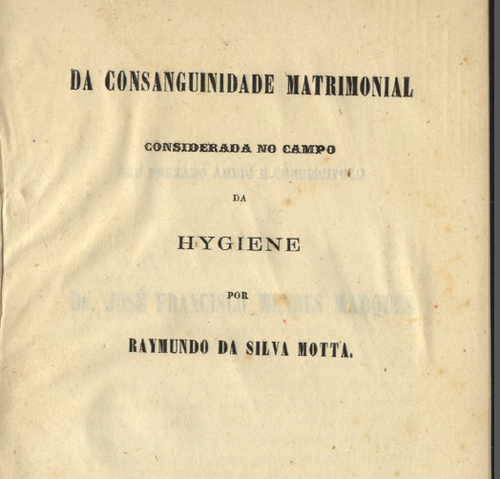 DA CONSANGUINIDADE MATRIMONIAL
CONSIDERADA NO CAMPO
DA
HYGIENE
POR
RAYMUNDO DA SILVA MOTTA.